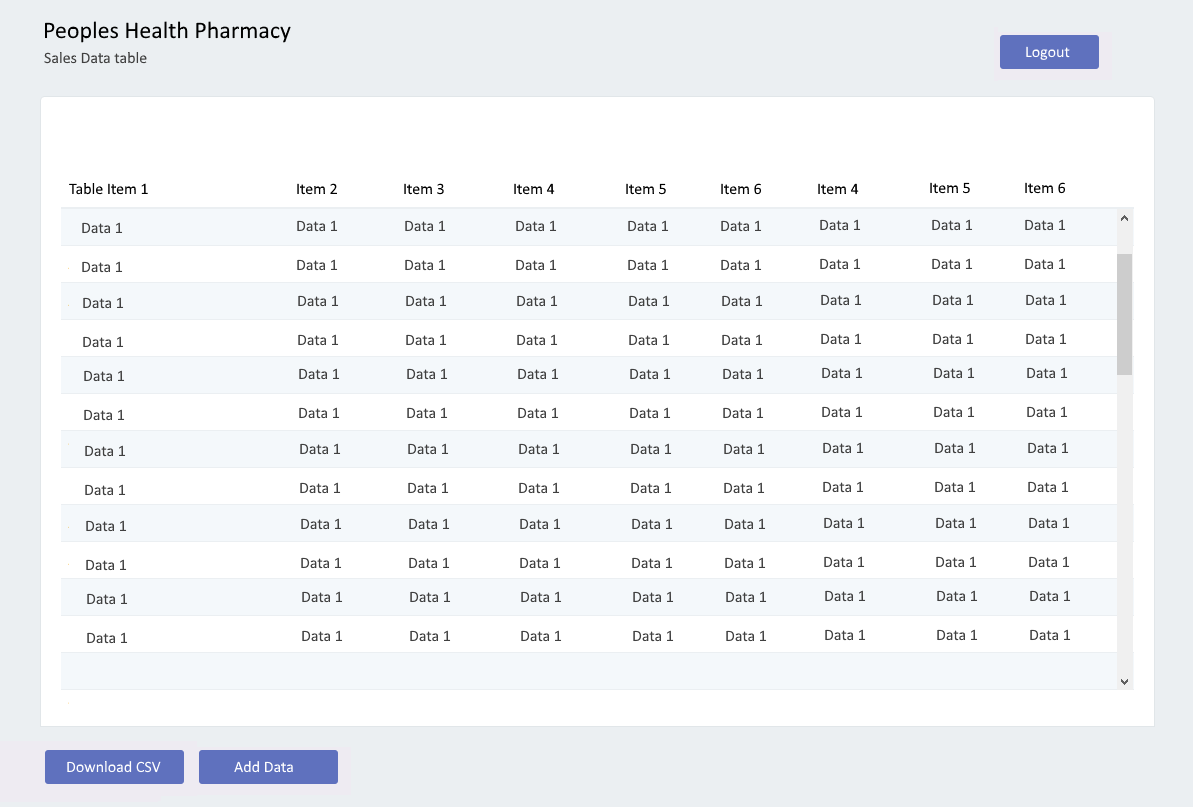 Peoples Health Pharmacy
Sales Data table
Logout
Table Item 1 Item 2 Item 3 Item 4 Item 5 Item 6 Item 4 Item 5 Item 6
Data 1 Data 1 Data 1 Data 1 Data 1 Data 1 Data 1 Data 1 Data 1
Data 1 Data 1 Data 1 Data 1 Data 1 Data 1 Data 1 Data 1 Data 1
Data 1 Data 1 Data 1 Data 1 Data 1 Data 1 Data 1 Data 1 Data 1
Data 1 Data 1 Data 1 Data 1 Data 1 Data 1 Data 1 Data 1 Data 1
Data 1 Data 1 Data 1 Data 1 Data 1 Data 1 Data 1 Data 1 Data 1
Data 1 Data 1 Data 1 Data 1 Data 1 Data 1 Data 1 Data 1 Data 1
Data 1 Data 1 Data 1 Data 1 Data 1 Data 1 Data 1 Data 1 Data 1
Data 1 Data 1 Data 1 Data 1 Data 1 Data 1 Data 1 Data 1 Data 1
Data 1 Data 1 Data 1 Data 1 Data 1 Data 1 Data 1 Data 1 Data 1
Data 1 Data 1 Data 1 Data 1 Data 1 Data 1 Data 1 Data 1 Data 1
Data 1 Data 1 Data 1 Data 1 Data 1 Data 1 Data 1 Data 1 Data 1
Data 1 Data 1 Data 1 Data 1 Data 1 Data 1 Data 1 Data 1 Data 1
Download CSV Add Data